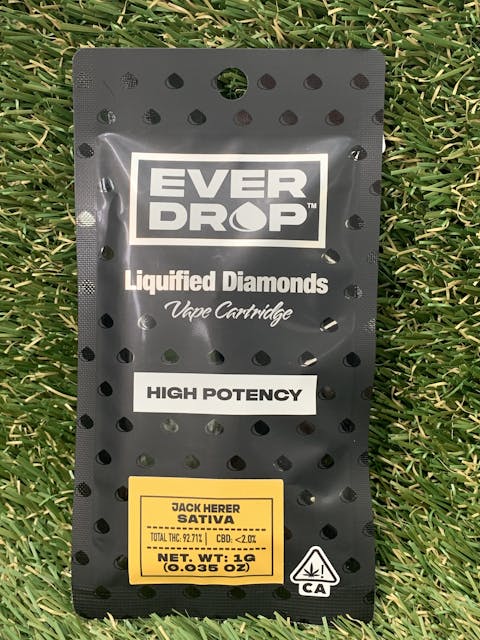 EVER
DROP™
Liquified Diamonds
Vape Cartridge
HIGH POTENCY
JACK HERER
SATIVA
TOTAL THC: 92.71% | CBD: <2.0%
NET. WT: 1G
(0.035 OZ)
! CA